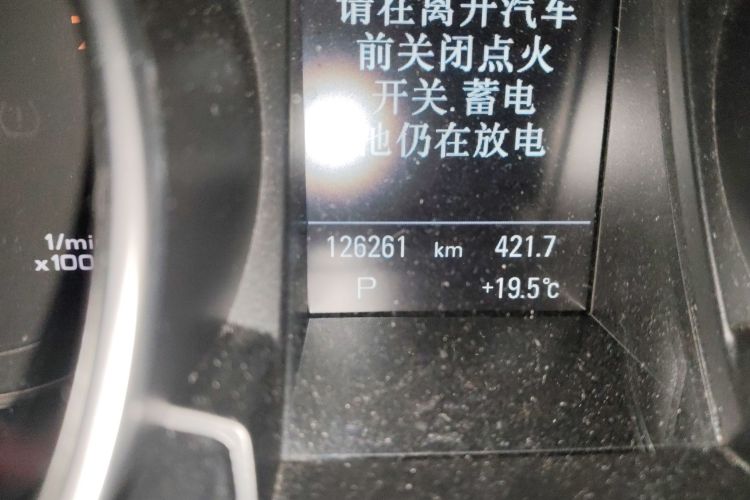 请在离开汽车
前关闭点火
开关.蓄电
池仍在放电
1/mi
x100
126261 km 421.7
P +19.5°C